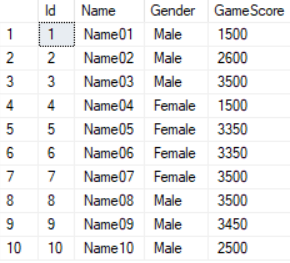 Id Name Gender GameScore
1 1 Name01 Male 1500
2 2 Name02 Male 2600
3 3 Name03 Male 3500
4 4 Name04 Female 1500
5 5 Name05 Female 3350
6 6 Name06 Female 3350
7 7 Name07 Female 3500
8 8 Name08 Male 3500
9 9 Name09 Male 3450
10 10 Name10 Male 2500